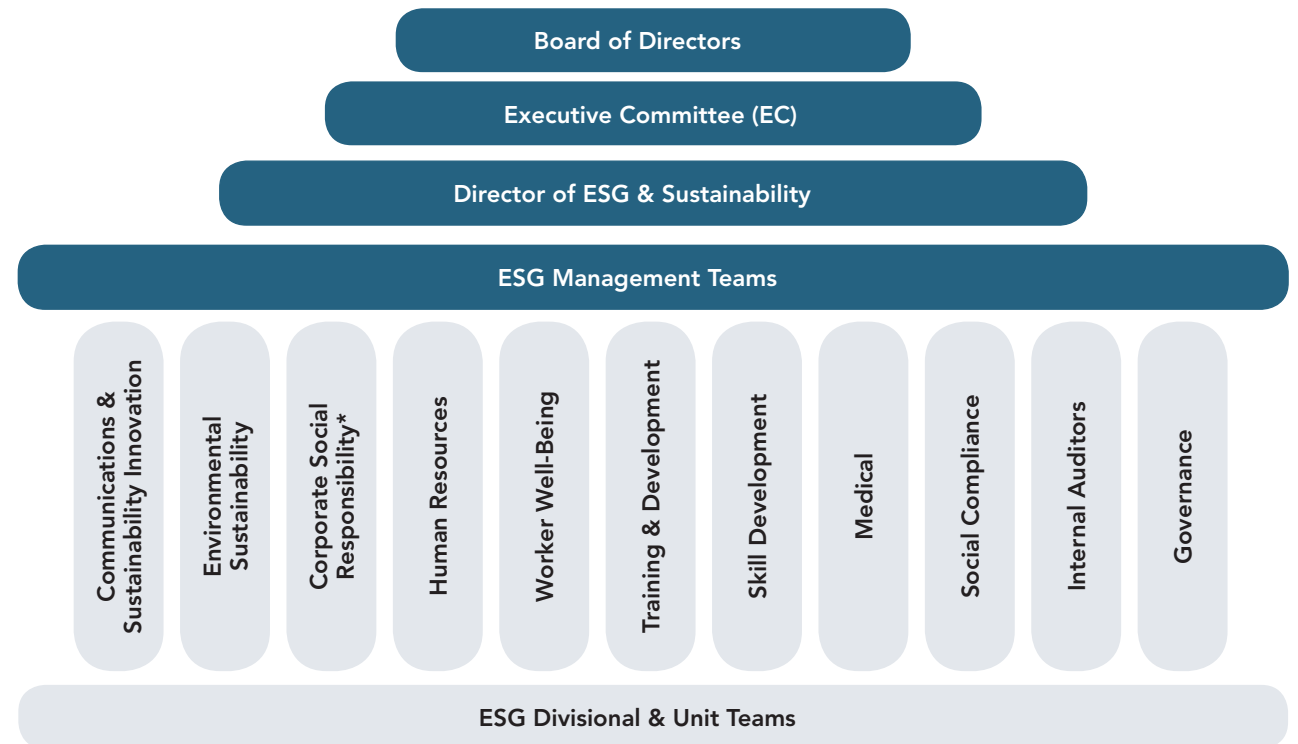 Board of Directors
Executive Committee (EC)
Director of ESG & Sustainability
ESG Management Teams
Communications &
Sustainability Innovation
Environmental
Sustainability
Corporate Social
Responsibility*
Human Resources
Worker Well-Being
Training & Development
Skill Development
Medical
Social Compliance
Internal Auditors
Governance
ESG Divisional & Unit Teams